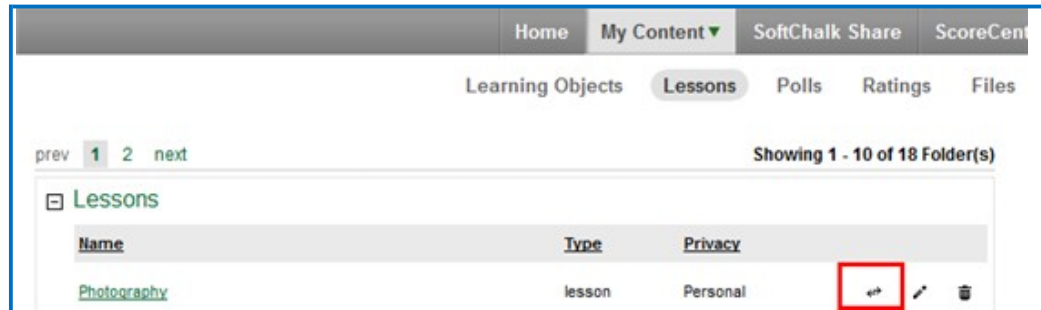 Home My Content▼ SoftChalk Share ScoreCent
Learning Objects Lessons Polls Ratings Files
prev 1 2 next Showing 1 - 10 of 18 Folder(s)
Lessons
Name Type Privacy
Photography lesson Personal